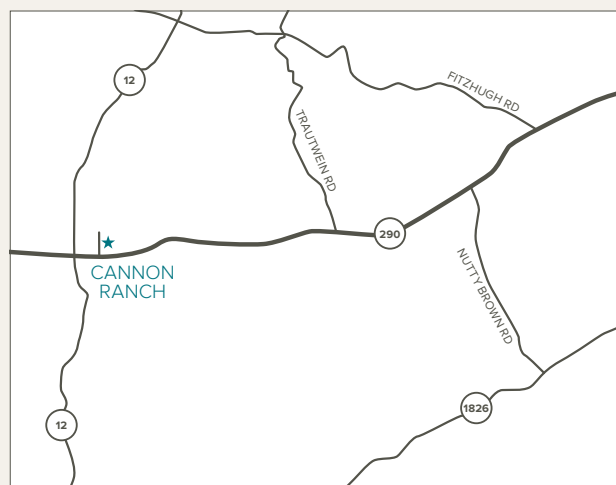 12
FITZHUGH RD
TRAUTWEIN RD
290
CANNON
RANCH
NUTTY BROWN RD
1826
12